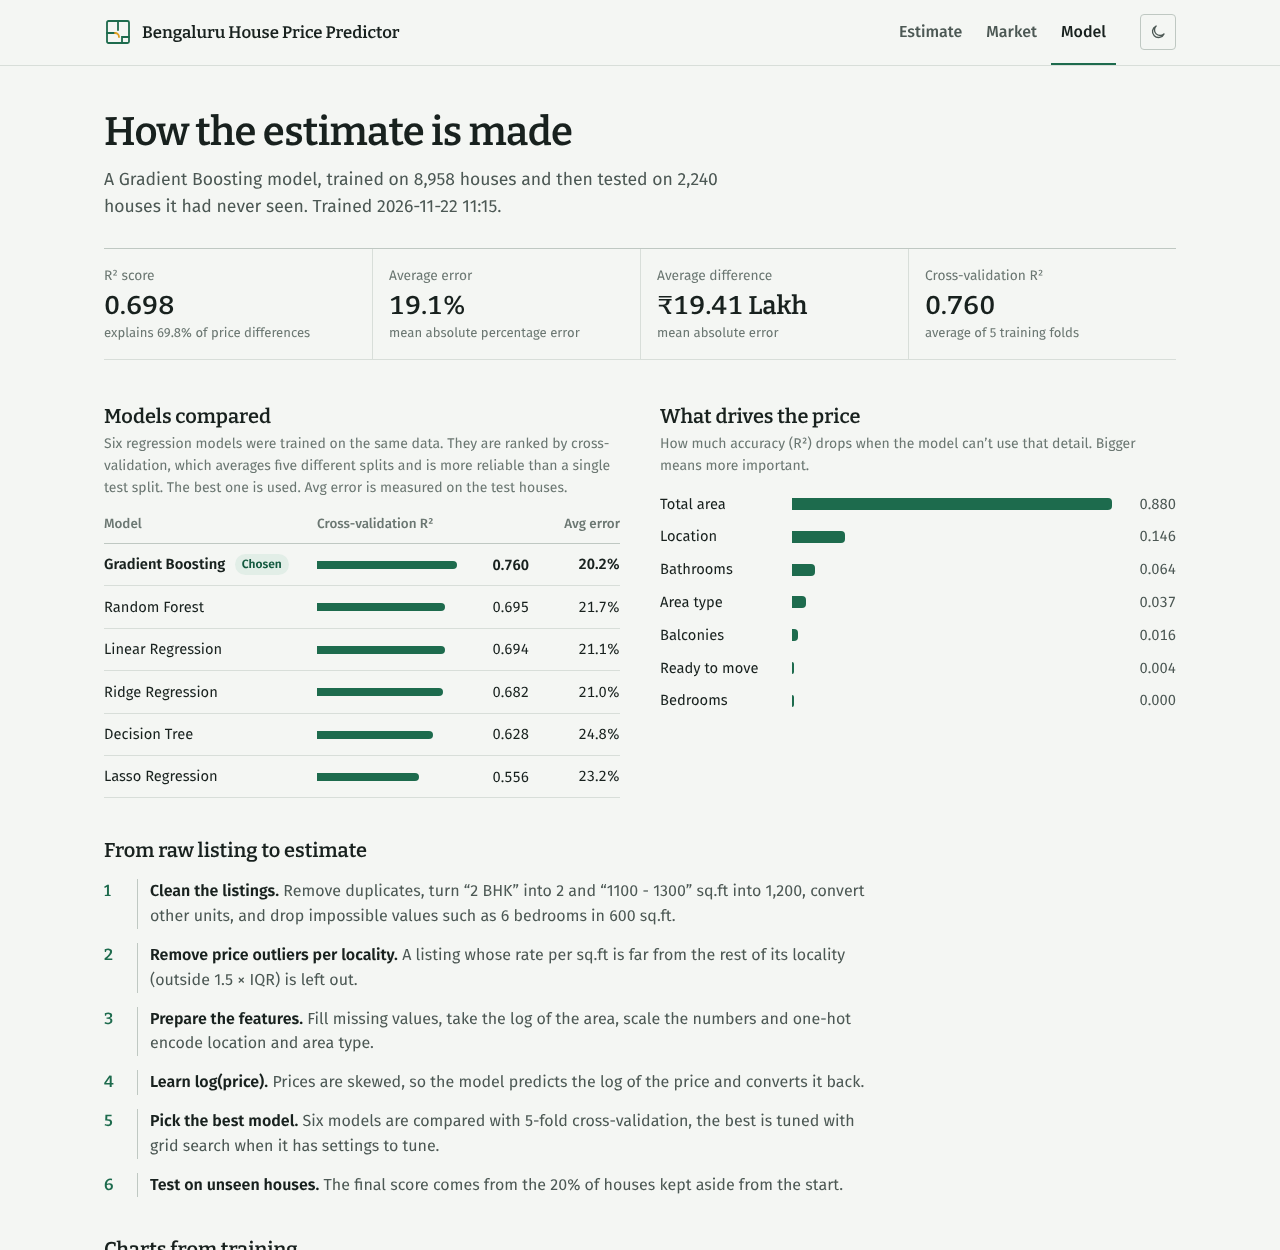 Bengaluru House Price Predictor
Estimate Market Model
How the estimate is made
A Gradient Boosting model, trained on 8,958 houses and then tested on 2,240
houses it had never seen. Trained 2026-11-22 11:15.
R² score
0.698
explains 69.8% of price differences
Average error
19.1%
mean absolute percentage error
Average difference
₹19.41 Lakh
mean absolute error
Cross-validation R²
0.760
average of 5 training folds
Models compared
Six regression models were trained on the same data. They are ranked by cross-
validation, which averages five different splits and is more reliable than a single
test split. The best one is used. Avg error is measured on the test houses.
Model Cross-validation R² Avg error
Gradient Boosting Chosen 0.760 20.2%
Random Forest 0.695 21.7%
Linear Regression 0.694 21.1%
Ridge Regression 0.682 21.0%
Decision Tree 0.628 24.8%
Lasso Regression 0.556 23.2%
What drives the price
How much accuracy (R²) drops when the model can’t use that detail. Bigger
means more important.
Total area 0.880
Location 0.146
Bathrooms 0.064
Area type 0.037
Balconies 0.016
Ready to move 0.004
Bedrooms 0.000
From raw listing to estimate
1 Clean the listings. Remove duplicates, turn “2 BHK” into 2 and “1100 - 1300” sq.ft into 1,200, convert
other units, and drop impossible values such as 6 bedrooms in 600 sq.ft.
2 Remove price outliers per locality. A listing whose rate per sq.ft is far from the rest of its locality
(outside 1.5 × IQR) is left out.
3 Prepare the features. Fill missing values, take the log of the area, scale the numbers and one-hot
encode location and area type.
4 Learn log(price). Prices are skewed, so the model predicts the log of the price and converts it back.
5 Pick the best model. Six models are compared with 5-fold cross-validation, the best is tuned with
grid search when it has settings to tune.
6 Test on unseen houses. The final score comes from the 20% of houses kept aside from the start.
Charts from training